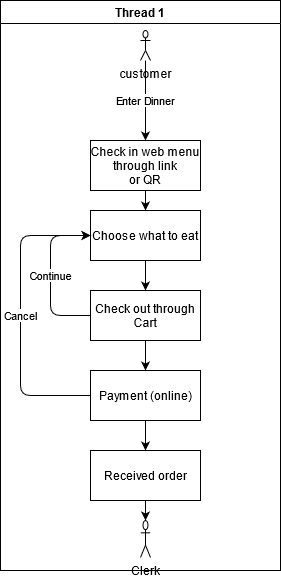 Thread 1
customer
Enter Dinner
Check in web menu
through link
or QR
Choose what to eat
Continue
Cancel
Check out through
Cart
Payment (online)
Received order
Clerk